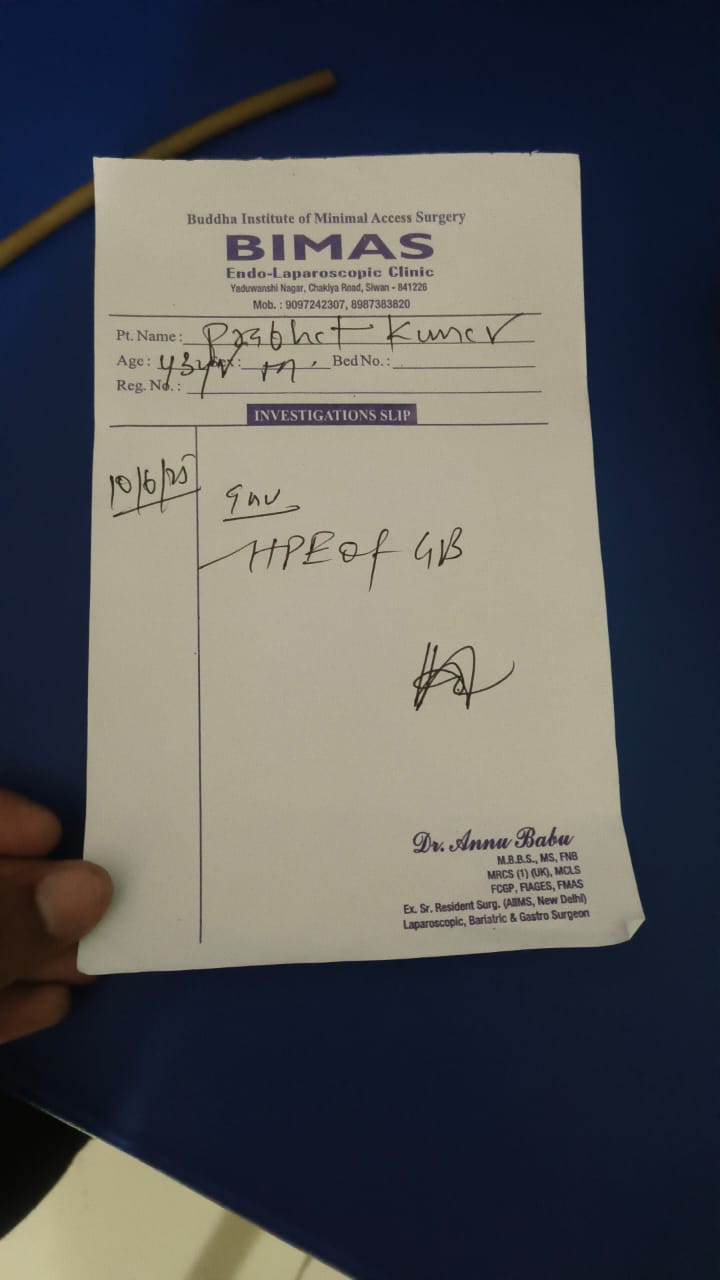 Buddha Institute of Minimal Access Surgery
BIMAS
Endo-Laparoscopic Clinic
Yaduwanshi Nagar, Chakiya Road, Siwan - 841226
Mob. : 9097242307, 8987383820
Pt. Name : Prabhat Kumar
Age : 43yr Sex : m. Bed No. :
Reg. No. :
INVESTIGATIONS SLIP
10/6/25
Inv
HPE of GB
Dr. Annu Babu
M.B.B.S., MS, FNB
MRCS (1) (UK), MCLS
FCGP, FIAGES, FMAS
Ex. Sr. Resident Surg. (AIIMS, New Delhi)
Laparoscopic, Bariatric & Gastro Surgeon